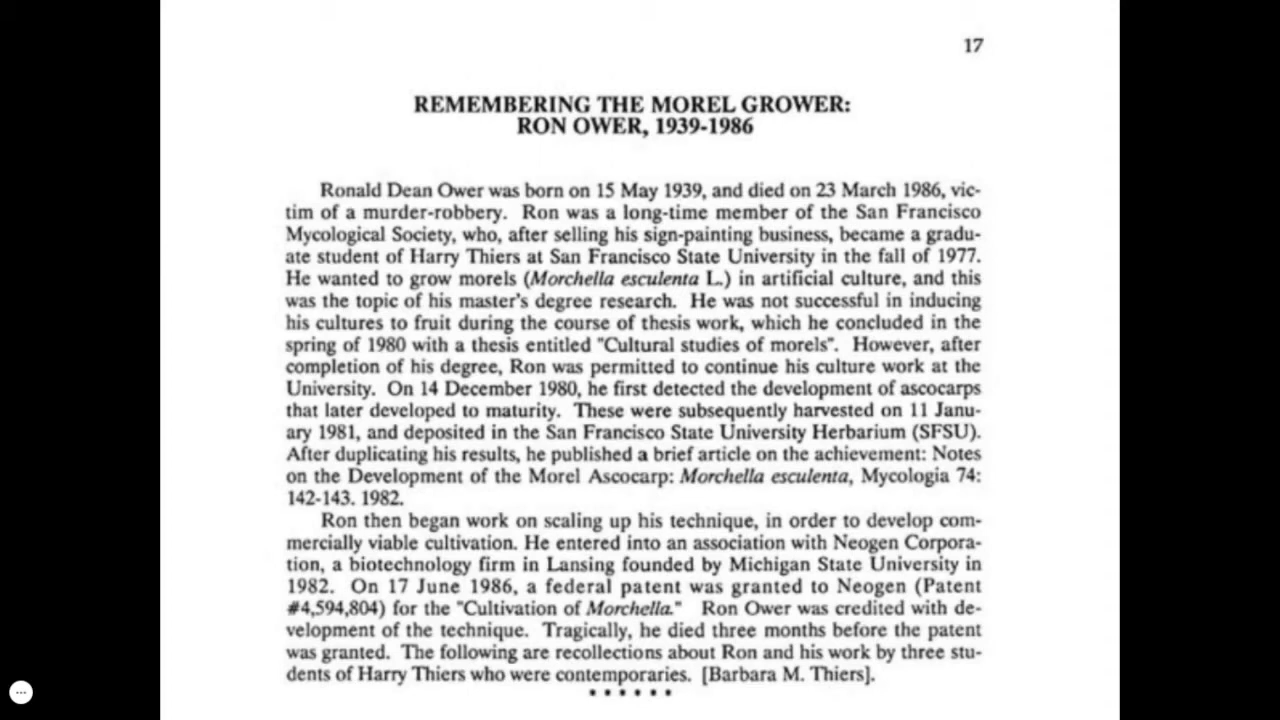 17
REMEMBERING THE MOREL GROWER:
RON OWER, 1939-1986
Ronald Dean Ower was born on 15 May 1939, and died on 23 March 1986, vic-
tim of a murder-robbery. Ron was a long-time member of the San Francisco
Mycological Society, who, after selling his sign-painting business, became a gradu-
ate student of Harry Thiers at San Francisco State University in the fall of 1977.
He wanted to grow morels (Morchella esculenta L.) in artificial culture, and this
was the topic of his master's degree research. He was not successful in inducing
his cultures to fruit during the course of thesis work, which he concluded in the
spring of 1980 with a thesis entitled "Cultural studies of morels". However, after
completion of his degree, Ron was permitted to continue his culture work at the
University. On 14 December 1980, he first detected the development of ascocarps
that later developed to maturity. These were subsequently harvested on 11 Janu-
ary 1981, and deposited in the San Francisco State University Herbarium (SFSU).
After duplicating his results, he published a brief article on the achievement: Notes
on the Development of the Morel Ascocarp: Morchella esculenta, Mycologia 74:
142-143. 1982.
Ron then began work on scaling up his technique, in order to develop com-
mercially viable cultivation. He entered into an association with Neogen Corpora-
tion, a biotechnology firm in Lansing founded by Michigan State University in
1982. On 17 June 1986, a federal patent was granted to Neogen (Patent
#4,594,804) for the "Cultivation of Morchella." Ron Ower was credited with de-
velopment of the technique. Tragically, he died three months before the patent
was granted. The following are recollections about Ron and his work by three stu-
dents of Harry Thiers who were contemporaries. [Barbara M. Thiers].